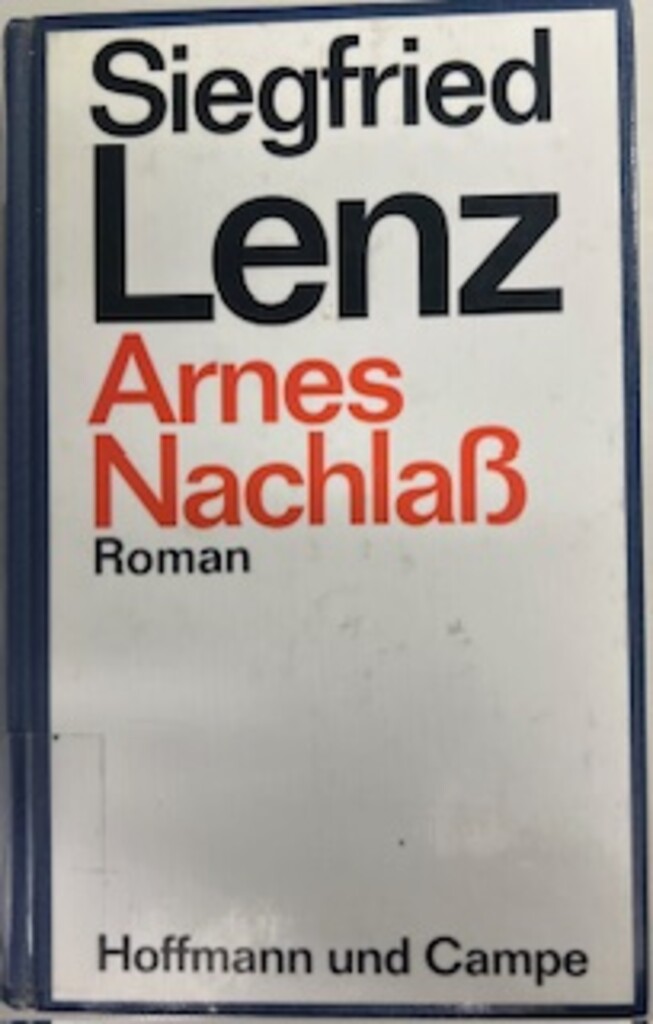 Siegfried
Lenz
Arnes
Nachlaß
Roman
Hoffmann und Campe